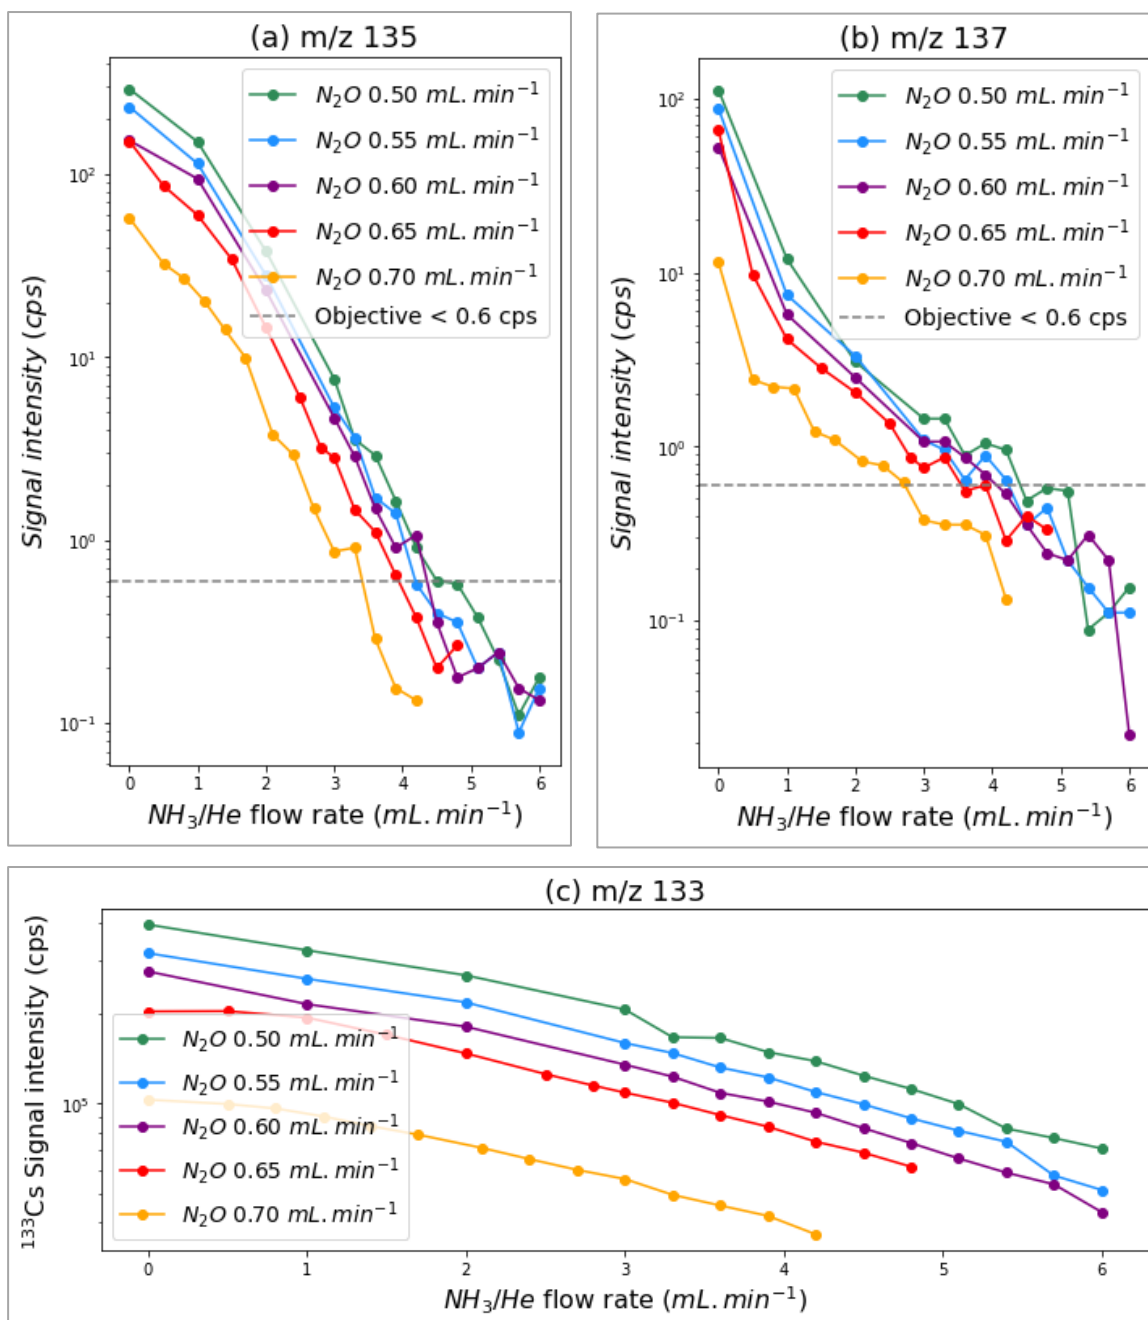 (a) m/z 135
N₂O 0.50 mL.min⁻¹
N₂O 0.55 mL.min⁻¹
N₂O 0.60 mL.min⁻¹
N₂O 0.65 mL.min⁻¹
N₂O 0.70 mL.min⁻¹
Objective < 0.6 cps
Signal intensity (cps)
10²
10¹
10⁰
10⁻¹
0 1 2 3 4 5 6
NH₃/He flow rate (mL.min⁻¹)
(b) m/z 137
N₂O 0.50 mL.min⁻¹
N₂O 0.55 mL.min⁻¹
N₂O 0.60 mL.min⁻¹
N₂O 0.65 mL.min⁻¹
N₂O 0.70 mL.min⁻¹
Objective < 0.6 cps
Signal intensity (cps)
10²
10¹
10⁰
10⁻¹
0 1 2 3 4 5 6
NH₃/He flow rate (mL.min⁻¹)
(c) m/z 133
¹³³Cs Signal intensity (cps)
10⁵
N₂O 0.50 mL.min⁻¹
N₂O 0.55 mL.min⁻¹
N₂O 0.60 mL.min⁻¹
N₂O 0.65 mL.min⁻¹
N₂O 0.70 mL.min⁻¹
0 1 2 3 4 5 6
NH₃/He flow rate (mL.min⁻¹)